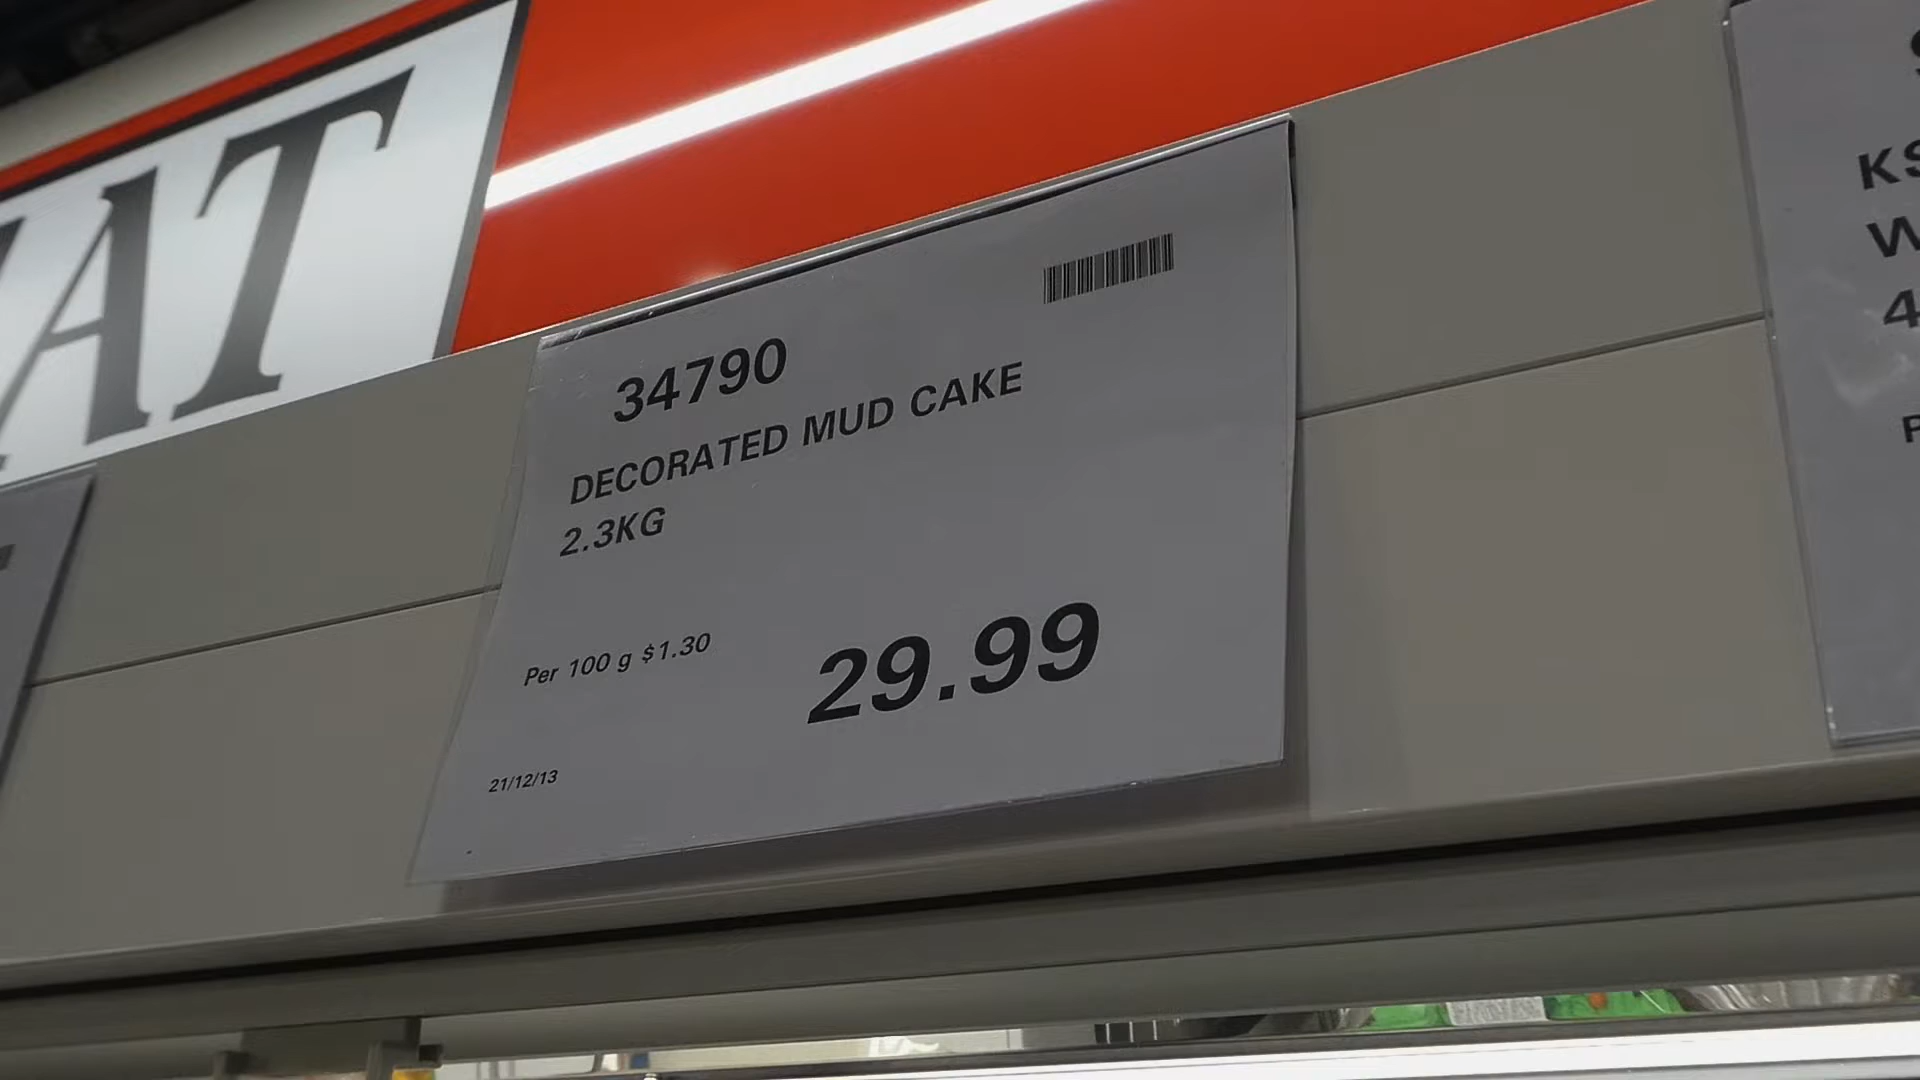 AT
34790
DECORATED MUD CAKE
2.3KG
Per 100 g $1.30
29.99
21/12/13
KS
W
4
P